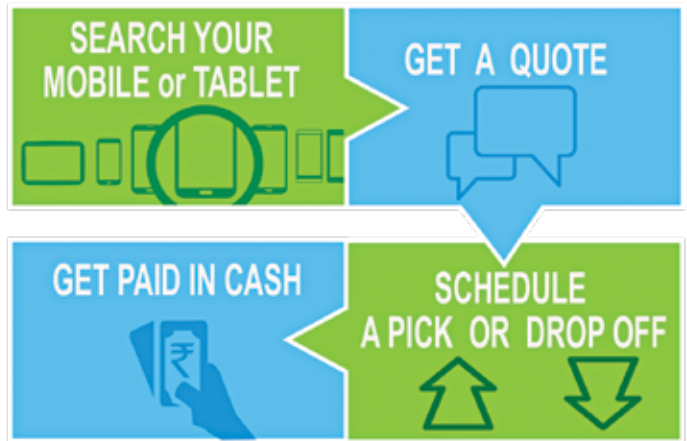 SEARCH YOUR
MOBILE or TABLET
GET A QUOTE
SCHEDULE
A PICK OR DROP OFF
GET PAID IN CASH
₹